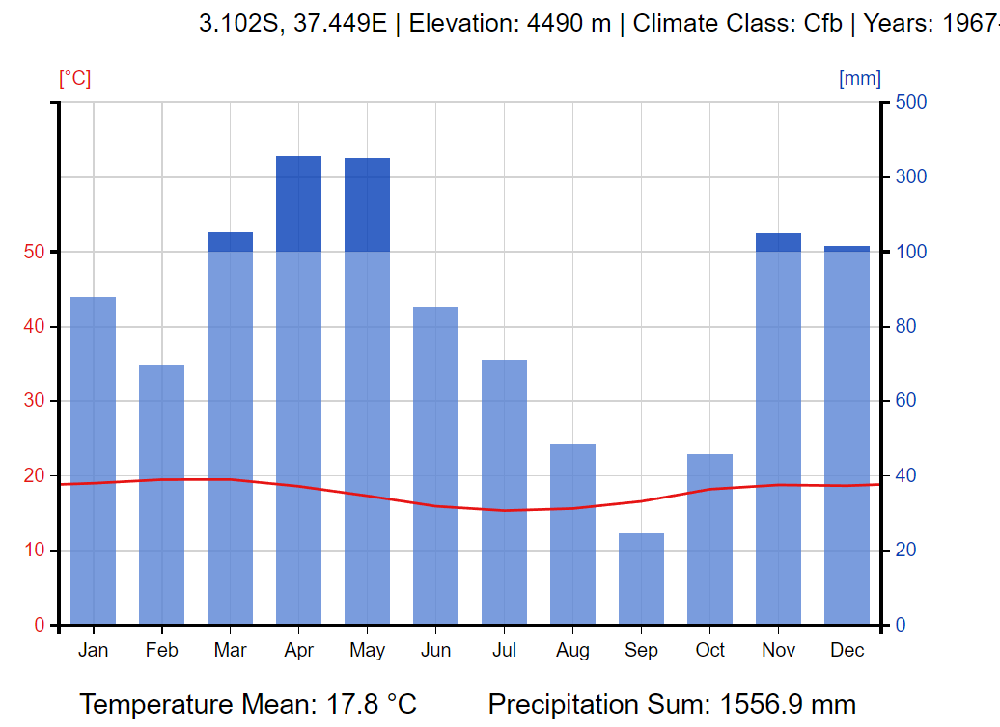 3.102S, 37.449E | Elevation: 4490 m | Climate Class: Cfb | Years: 1967-
[°C] [mm]
500
300
50 100
40 80
30 60
20 40
10 20
0 0
Jan Feb Mar Apr May Jun Jul Aug Sep Oct Nov Dec
Temperature Mean: 17.8 °C Precipitation Sum: 1556.9 mm